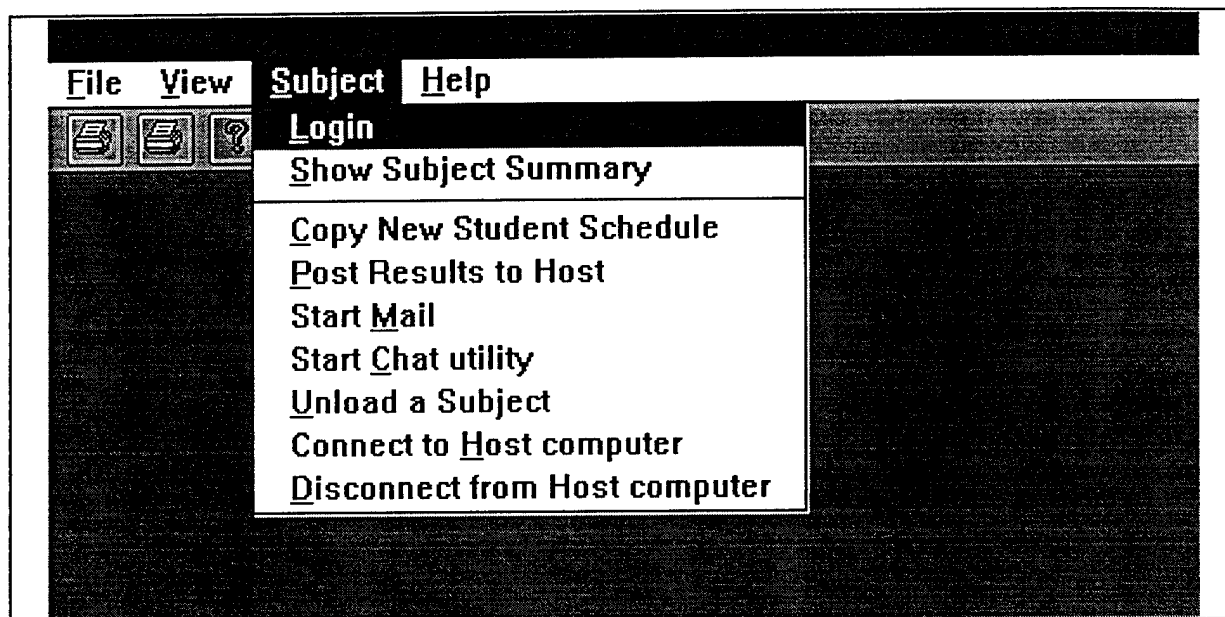 File View Subject Help
?
Login
Show Subject Summary
Copy New Student Schedule
Post Results to Host
Start Mail
Start Chat utility
Unload a Subject
Connect to Host computer
Disconnect from Host computer